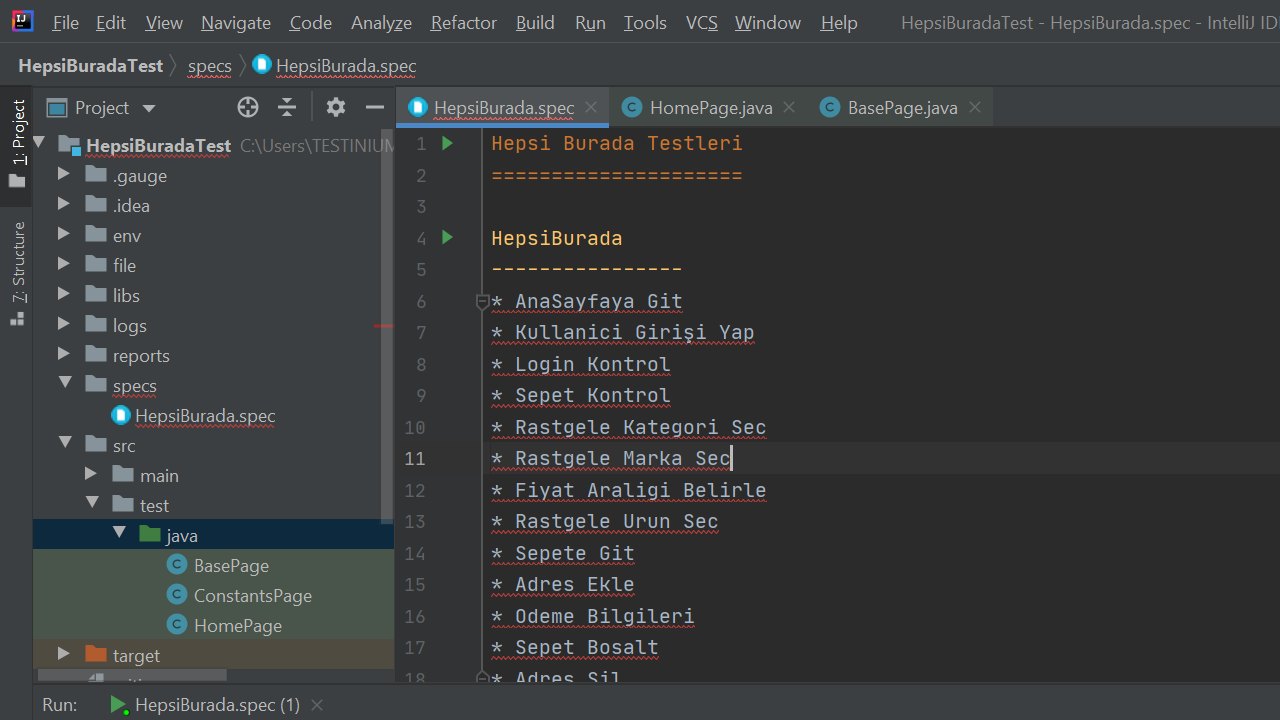 File Edit View Navigate Code Analyze Refactor Build Run Tools VCS Window Help HepsiBuradaTest - HepsiBurada.spec - IntelliJ ID
HepsiBuradaTest specs HepsiBurada.spec
1: Project
7: Structure
Project
HepsiBurada.spec HomePage.java BasePage.java
HepsiBuradaTest C:\Users\TESTINIUM
.gauge
.idea
env
file
libs
logs
reports
specs
HepsiBurada.spec
src
main
test
java
BasePage
ConstantsPage
HomePage
target
1 Hepsi Burada Testleri
2 =====================
3
4 HepsiBurada
5 ----------------
6 * AnaSayfaya Git
7 * Kullanici Girişi Yap
8 * Login Kontrol
9 * Sepet Kontrol
10 * Rastgele Kategori Sec
11 * Rastgele Marka Sec
12 * Fiyat Araligi Belirle
13 * Rastgele Urun Sec
14 * Sepete Git
15 * Adres Ekle
16 * Odeme Bilgileri
17 * Sepet Bosalt
18 * Adres Sil
Run: HepsiBurada.spec (1)